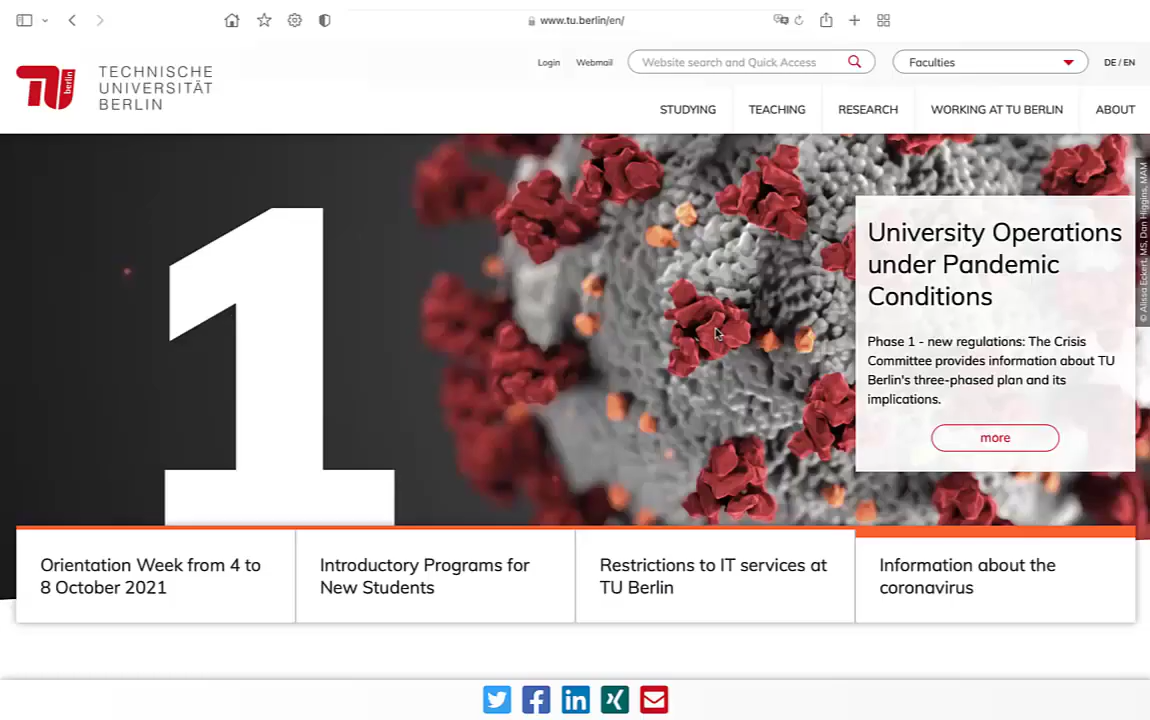 www.tu.berlin/en/
Login
Webmail
Website search and Quick Access
Faculties
DE / EN
berlin
TECHNISCHE
UNIVERSITÄT
BERLIN
STUDYING
TEACHING
RESEARCH
WORKING AT TU BERLIN
ABOUT
1
University Operations
under Pandemic
Conditions
Phase 1 - new regulations: The Crisis
Committee provides information about TU
Berlin's three-phased plan and its
implications.
more
© Alissa Eckert, MS, Dan Higgins, MAM
Orientation Week from 4 to
8 October 2021
Introductory Programs for
New Students
Restrictions to IT services at
TU Berlin
Information about the
coronavirus